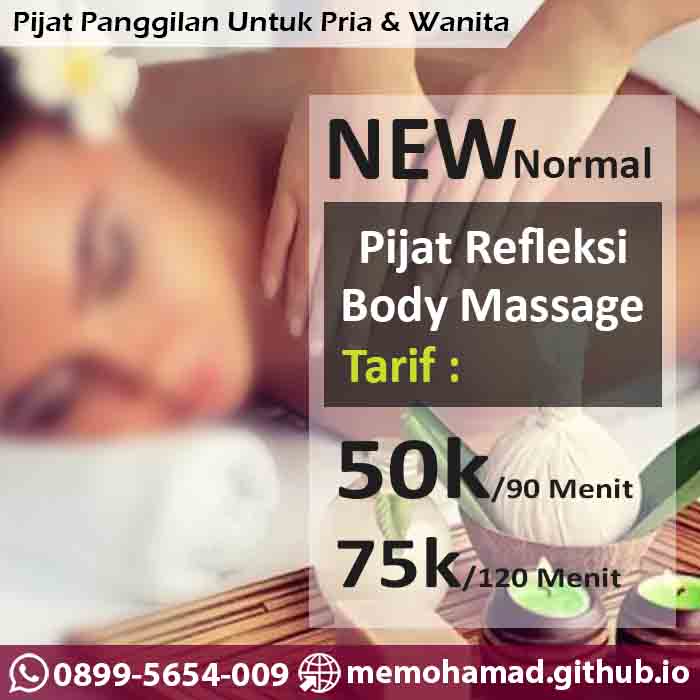 Pijat Panggilan Untuk Pria & Wanita
NEW Normal
Pijat Refleksi
Body Massage
Tarif :
50k/90 Menit
75k/120 Menit
0899-5654-009 memohamad.github.io